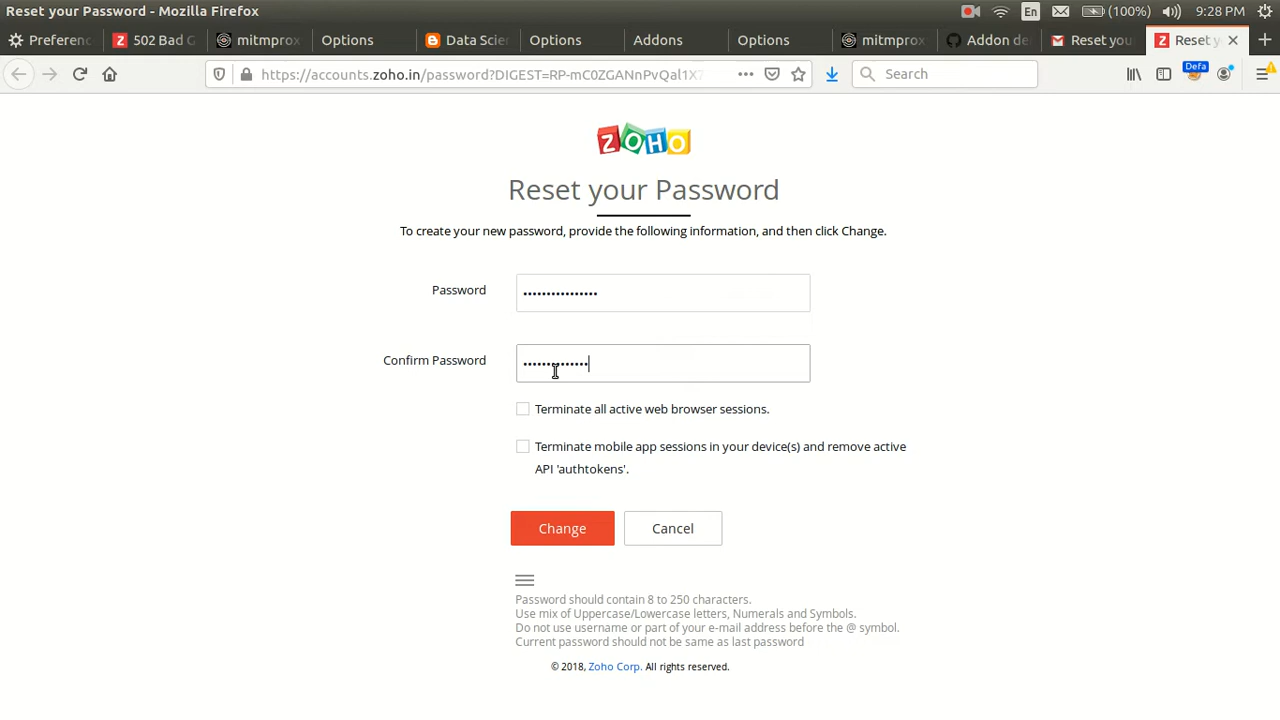 Reset your Password - Mozilla Firefox
En
(100%)
9:28 PM
Preferenc
502 Bad G
mitmprox
Options
Data Scier
Options
Addons
Options
mitmprox
Addon de
Reset you
Reset y
https://accounts.zoho.in/password?DIGEST=RP-mC0ZGANnPvQal1X7
Search
Defa
ZOHO
Reset your Password
To create your new password, provide the following information, and then click Change.
Password
••••••••••••••••
Confirm Password
••••••••••••••
Terminate all active web browser sessions.
Terminate mobile app sessions in your device(s) and remove active
API 'authtokens'.
Change
Cancel
Password should contain 8 to 250 characters.
Use mix of Uppercase/Lowercase letters, Numerals and Symbols.
Do not use username or part of your e-mail address before the @ symbol.
Current password should not be same as last password
© 2018, Zoho Corp. All rights reserved.